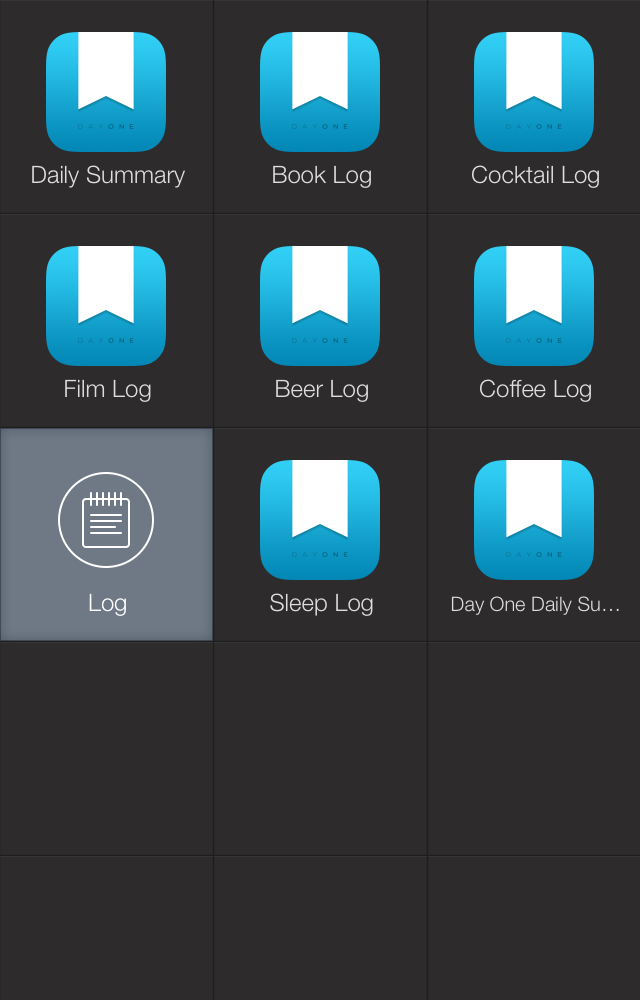 DAYONE
DAYONE
DAYONE
Daily Summary
Book Log
Cocktail Log
DAYONE
DAYONE
DAYONE
Film Log
Beer Log
Coffee Log
DAYONE
DAYONE
Log
Sleep Log
Day One Daily Su...